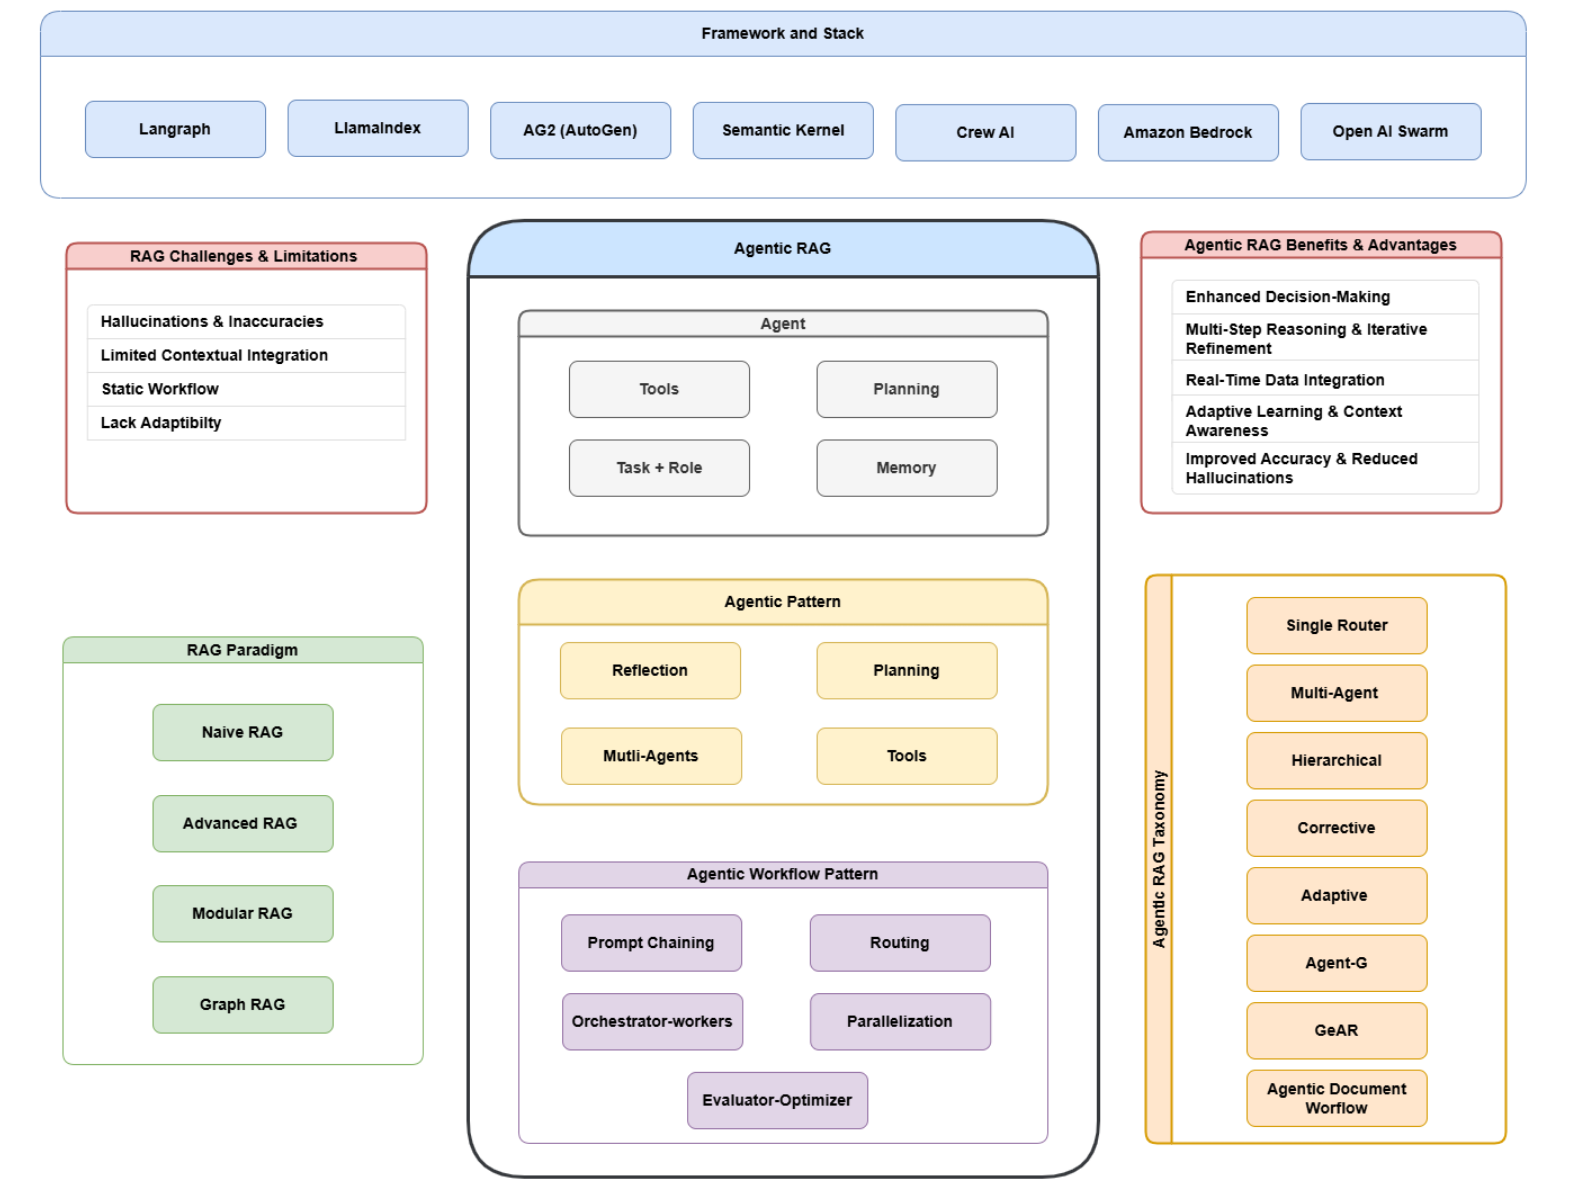 Framework and Stack
Langraph
LlamaIndex
AG2 (AutoGen)
Semantic Kernel
Crew AI
Amazon Bedrock
Open AI Swarm
RAG Challenges & Limitations
Hallucinations & Inaccuracies
Limited Contextual Integration
Static Workflow
Lack Adaptibilty
Agentic RAG
Agent
Tools
Planning
Task + Role
Memory
Agentic RAG Benefits & Advantages
Enhanced Decision-Making
Multi-Step Reasoning & Iterative
Refinement
Real-Time Data Integration
Adaptive Learning & Context
Awareness
Improved Accuracy & Reduced
Hallucinations
RAG Paradigm
Naive RAG
Advanced RAG
Modular RAG
Graph RAG
Agentic Pattern
Reflection
Planning
Mutli-Agents
Tools
Agentic Workflow Pattern
Prompt Chaining
Routing
Orchestrator-workers
Parallelization
Evaluator-Optimizer
Agentic RAG Taxonomy
Single Router
Multi-Agent
Hierarchical
Corrective
Adaptive
Agent-G
GeAR
Agentic Document
Worflow